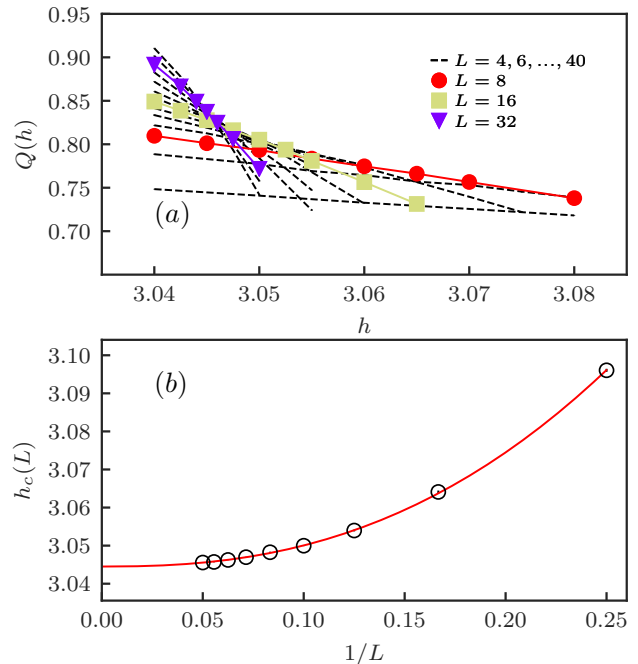 0.95
0.90
0.85
0.80
0.75
0.70
Q(h)
L = 4, 6, ..., 40
L = 8
L = 16
L = 32
(a)
3.04 3.05 3.06 3.07 3.08
h
3.10
3.09
3.08
3.07
3.06
3.05
3.04
h_c(L)
(b)
0.00 0.05 0.10 0.15 0.20 0.25
1/L